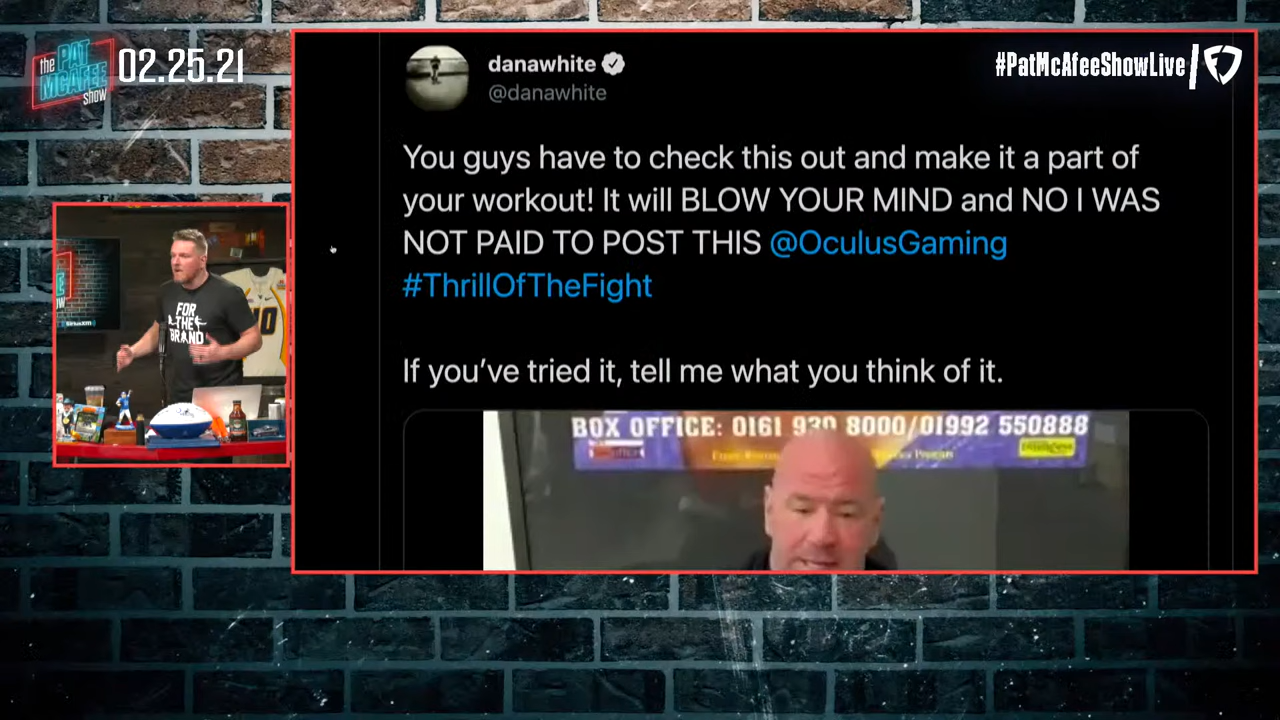 the
PAT
MCAFEE
show
02.25.21
#PatMcAfeeShowLive
danawhite
@danawhite
You guys have to check this out and make it a part of
your workout! It will BLOW YOUR MIND and NO I WAS
NOT PAID TO POST THIS @OculusGaming
#ThrillOfTheFight
If you've tried it, tell me what you think of it.
BOX OFFICE: 0161 930 8000/01992 550888
FOR
THE
BRAND
SiriusXM